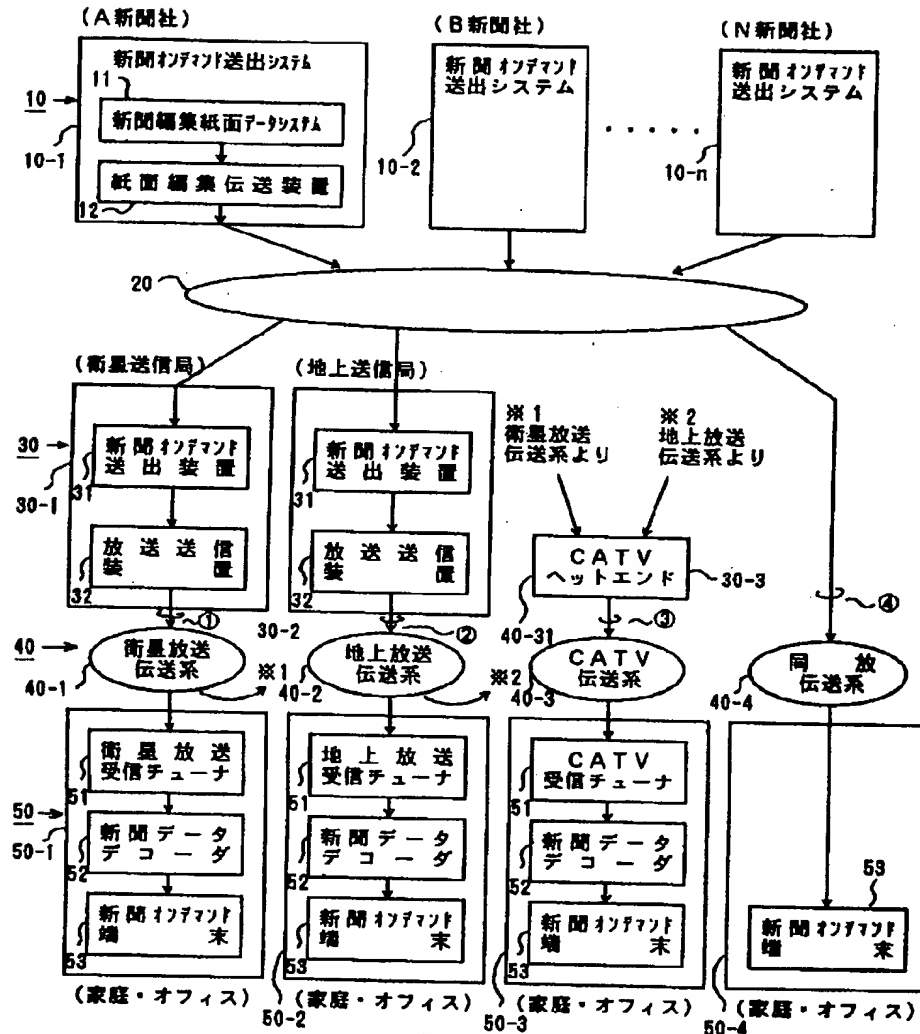 (A新聞社)
(B新聞社)
(N新聞社)
新聞オンデマンド送出システム
11
10
新聞編集紙面データシステム
10-1
紙面編集伝送装置
12
新聞オンデマンド
送出システム
10-2
・・・・・
新聞オンデマンド
送出システム
10-n
20
(衛星送信局)
(地上送信局)
30
30-1
新聞オンデマンド
送出装置
31
放送送信
装置
32
①
新聞オンデマンド
送出装置
31
放送送信
装置
32
30-2
②
※1
衛星放送
伝送系より
※2
地上放送
伝送系より
CATV
ヘットエンド
30-3
40-31
③
④
40
衛星放送
伝送系
40-1
※1
地上放送
伝送系
40-2
※2
CATV
伝送系
40-3
同放
伝送系
40-4
衛星放送
受信チューナ
51
50
50-1
新聞データ
デコーダ
52
新聞オンデマンド
端末
53
(家庭・オフィス)
地上放送
受信チューナ
51
新聞データ
デコーダ
52
新聞オンデマンド
端末
53
50-2
(家庭・オフィス)
CATV
受信チューナ
51
新聞データ
デコーダ
52
新聞オンデマンド
端末
53
50-3
(家庭・オフィス)
53
新聞オンデマンド
端末
50-4
(家庭・オフィス)